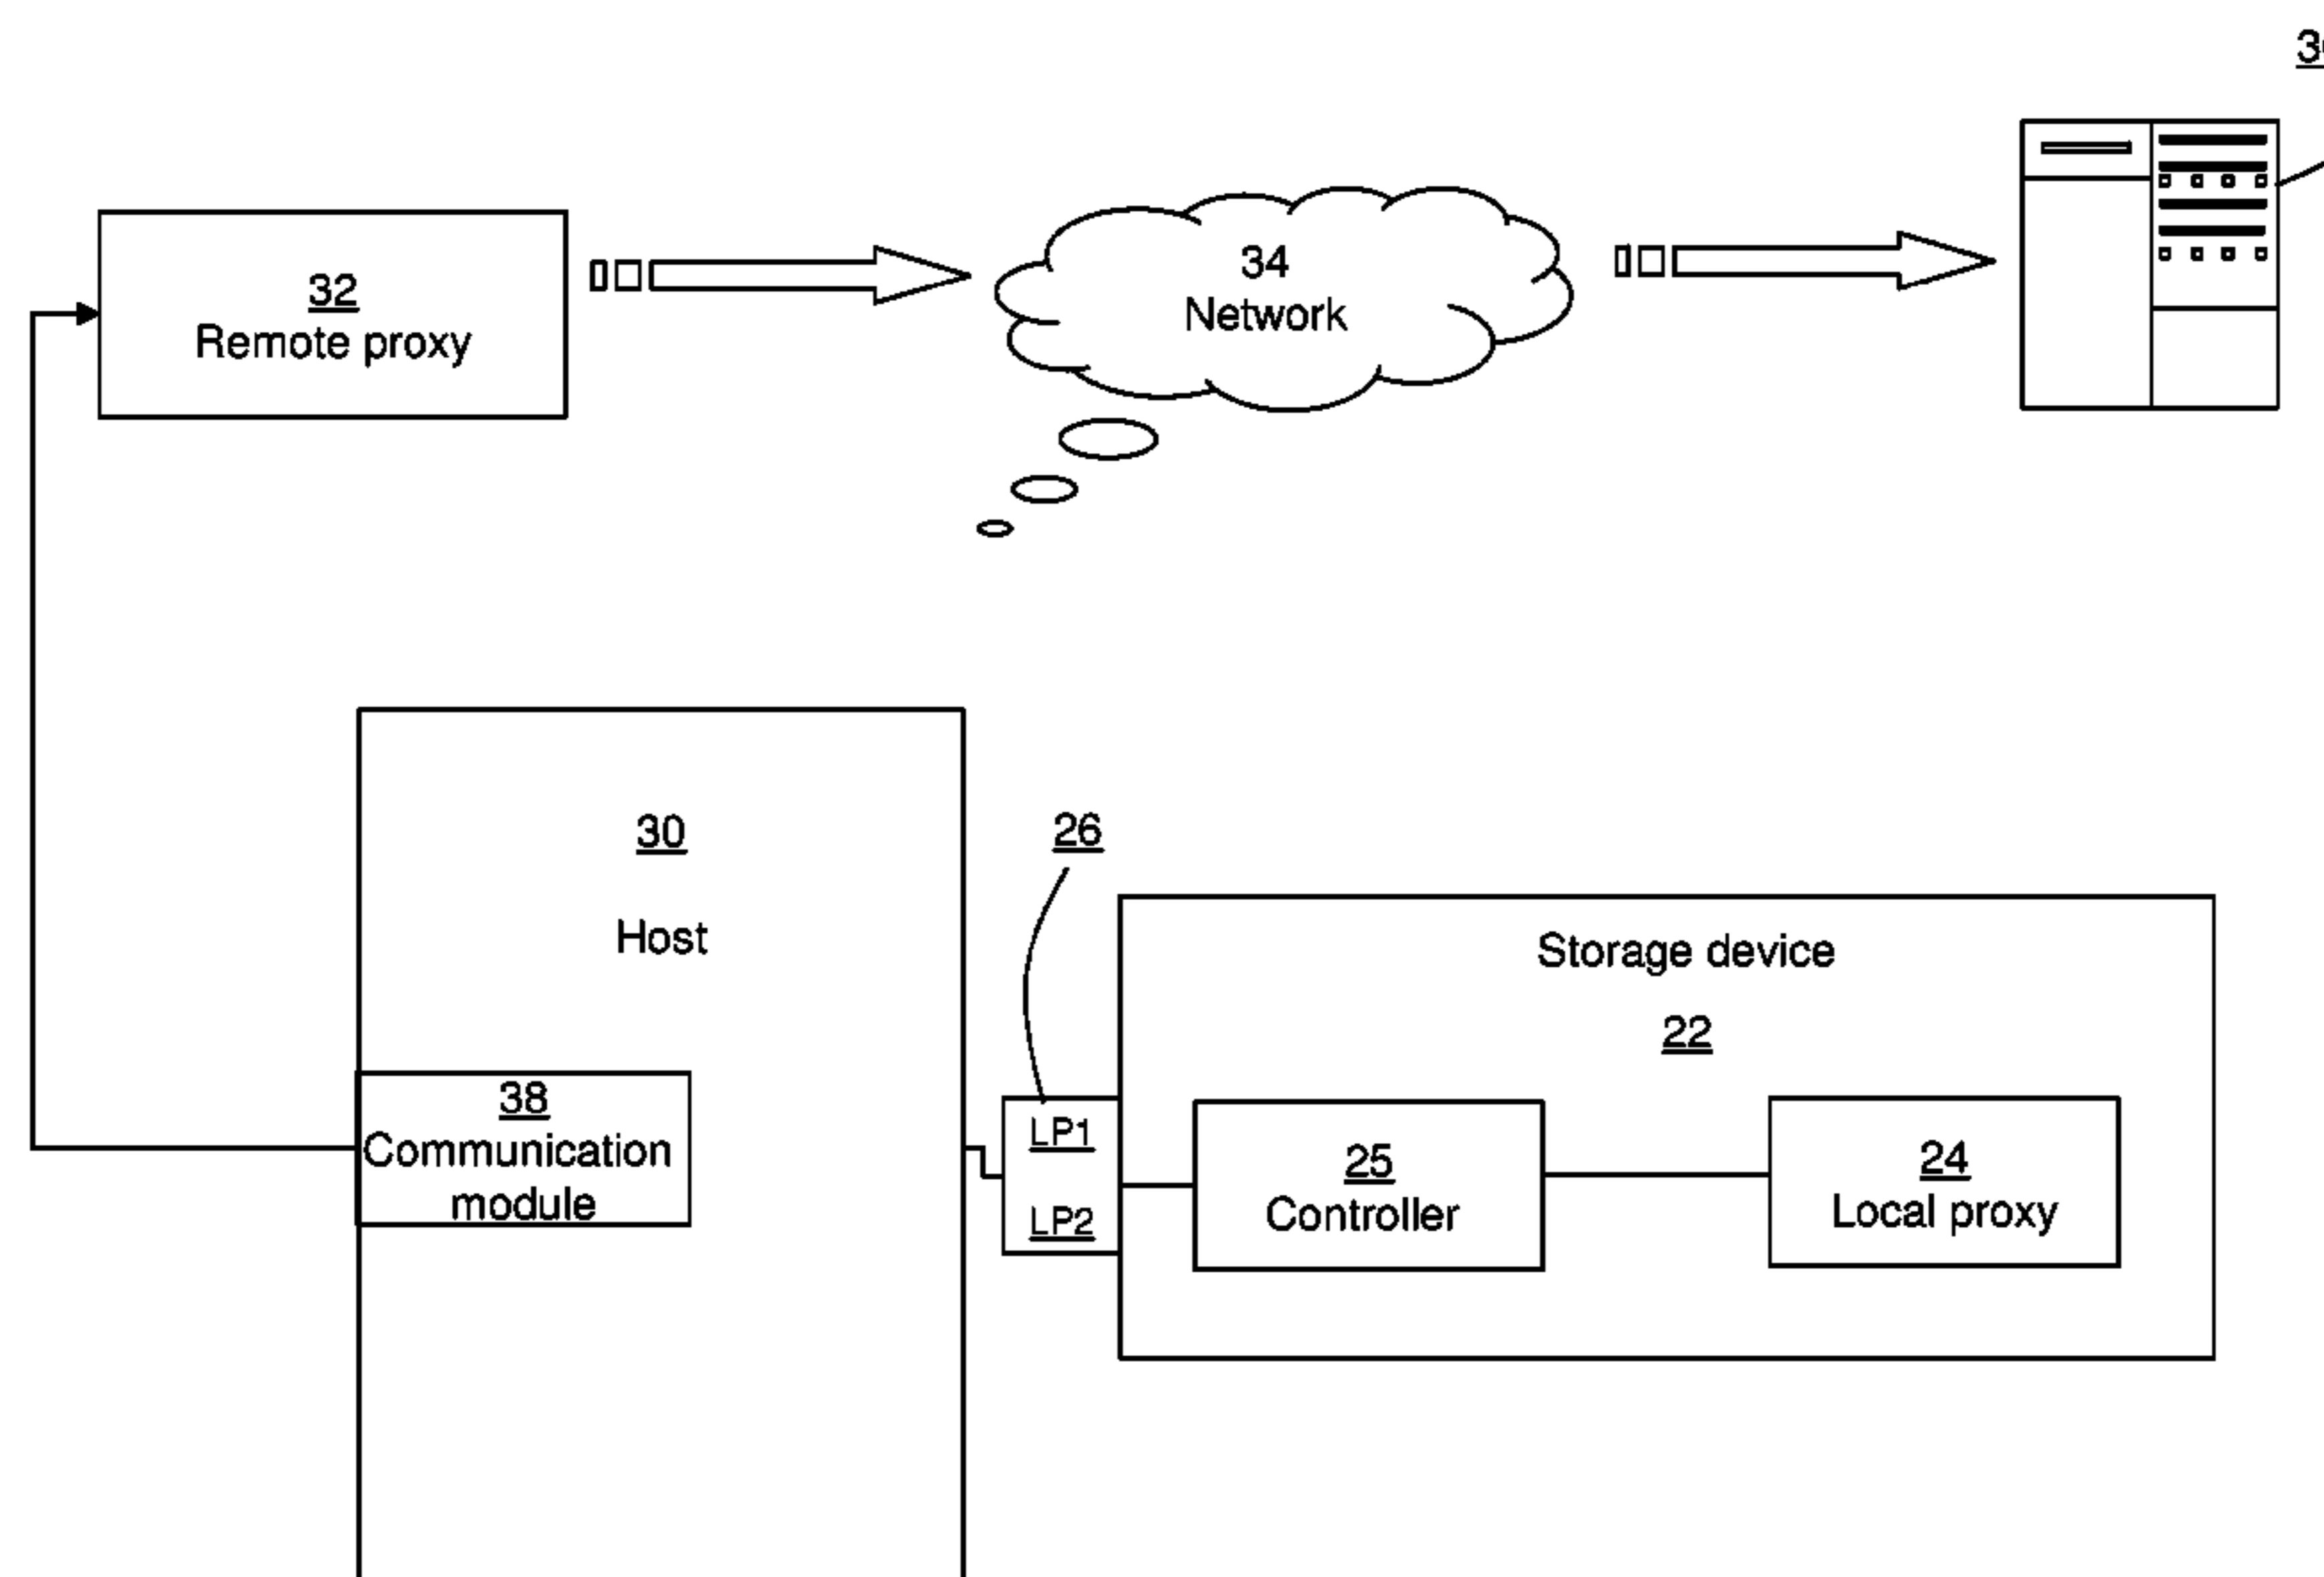 32
Remote proxy
34
Network
30
Host
26
38
Communication
module
LP1
LP2
Storage device
22
25
Controller
24
Local proxy